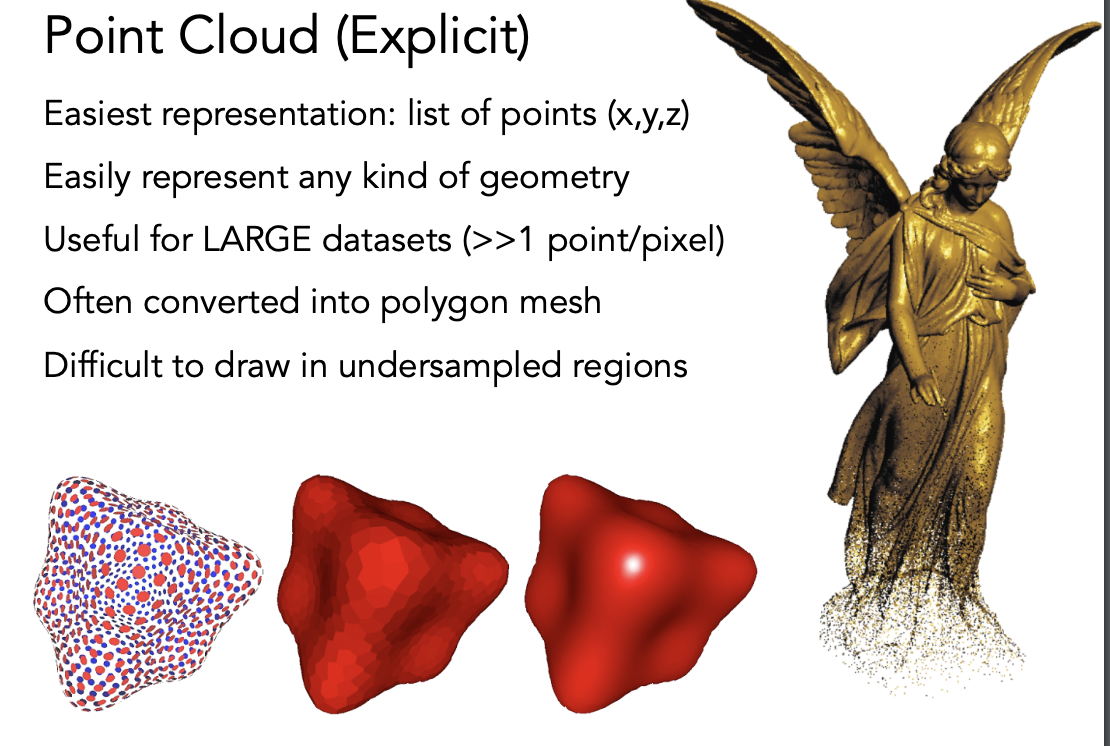 Point Cloud (Explicit)
Easiest representation: list of points (x,y,z)
Easily represent any kind of geometry
Useful for LARGE datasets (>>1 point/pixel)
Often converted into polygon mesh
Difficult to draw in undersampled regions